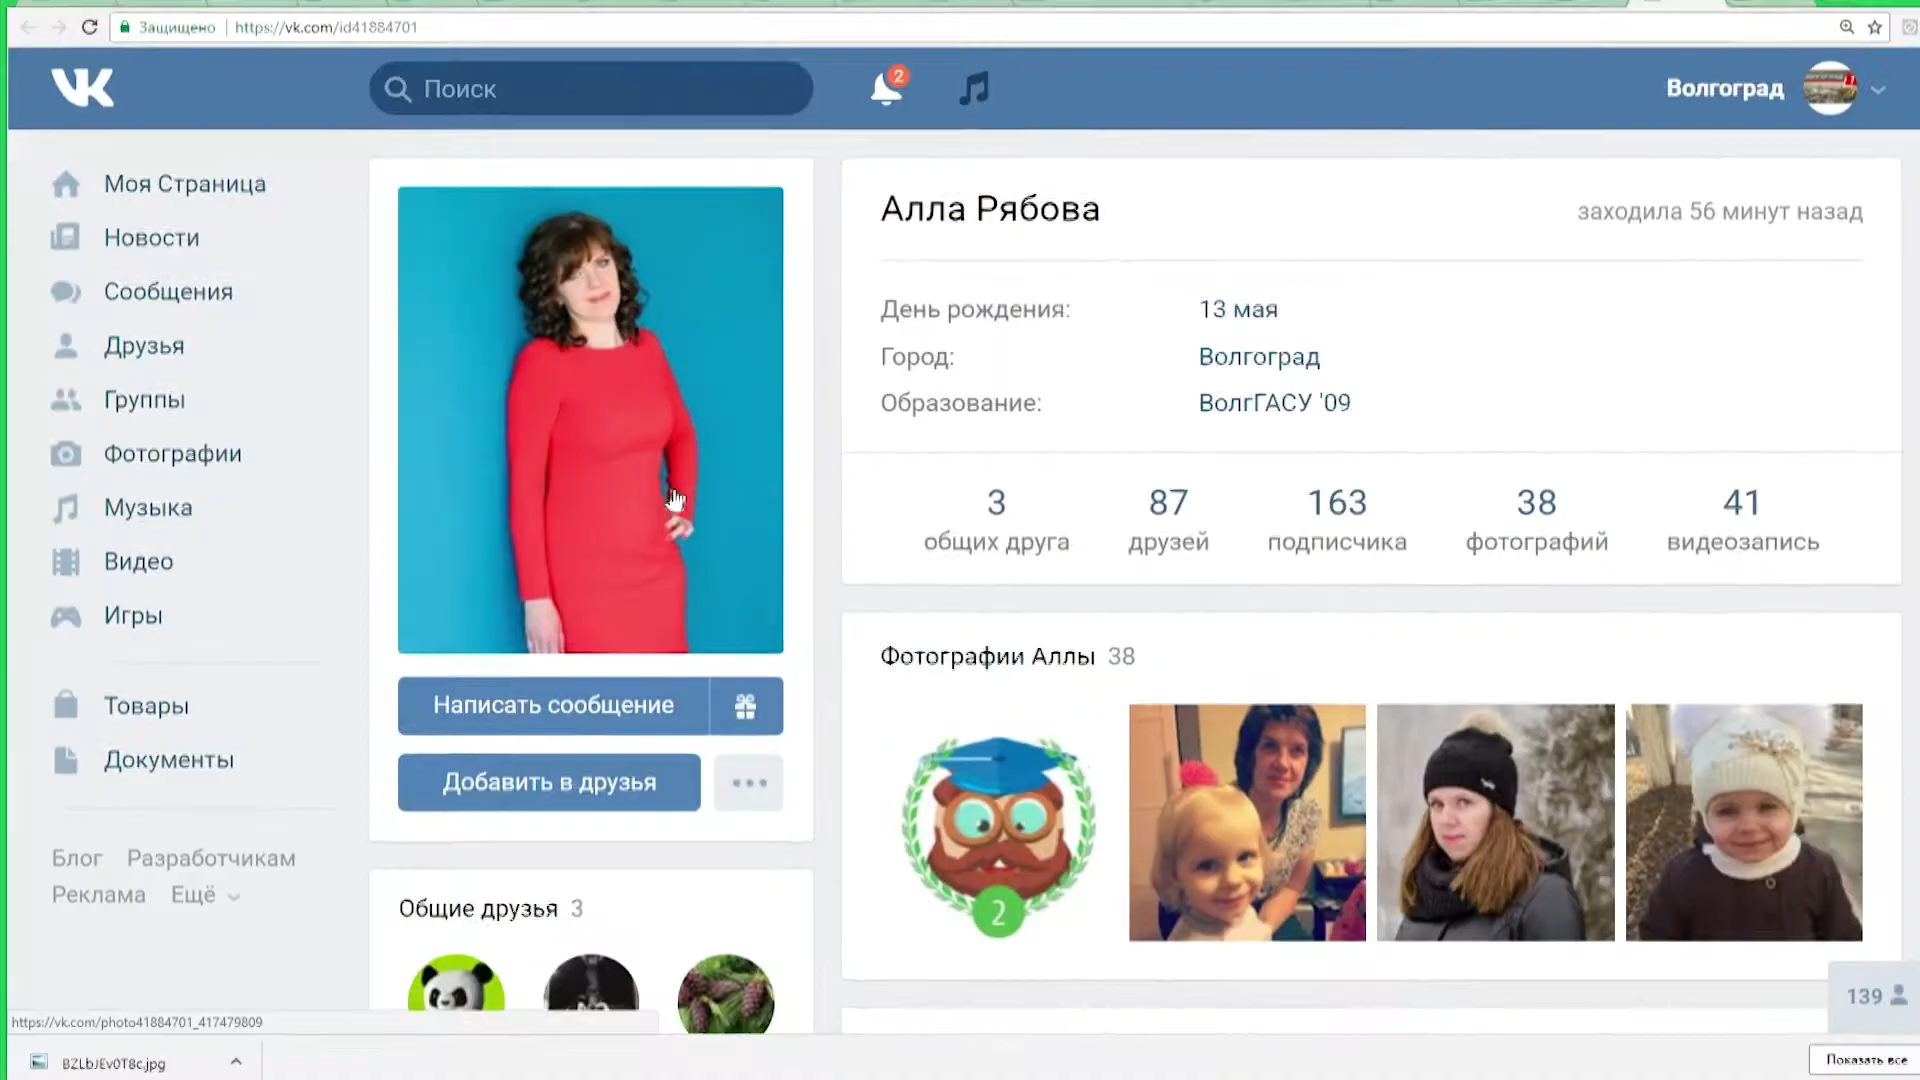 Защищено https://vk.com/id41884701
Поиск
2
Волгоград
Моя Страница
Новости
Сообщения
Друзья
Группы
Фотографии
Музыка
Видео
Игры
Товары
Документы
Блог Разработчикам
Реклама Ещё
Написать сообщение
Добавить в друзья
Общие друзья 3
Алла Рябова
заходила 56 минут назад
День рождения: 13 мая
Город: Волгоград
Образование: ВолгГАСУ '09
3 87 163 38 41
общих друга друзей подписчика фотографий видеозапись
Фотографии Аллы 38
2
139
https://vk.com/photo41884701_417479809
BZLbJEv0T8c.jpg
Показать все